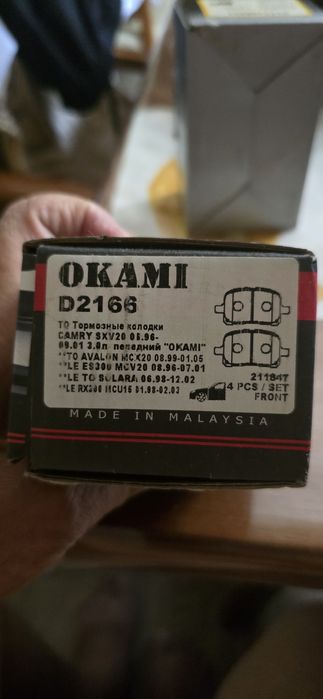 OKAMI
D2166
TO Тормозные колодки
CAMRY SXV20 06.96-
09.01 3.0л передний "OKAMI"
**TO AVALON MCX20 08.99-01.05
**LE ES300 MCV20 08.96-07.01
**LE TO SOLARA 06.98-12.02
**LE RX300 MCU15 01.98-02.03
211847
4 PCS / SET
FRONT
MADE IN MALAYSIA